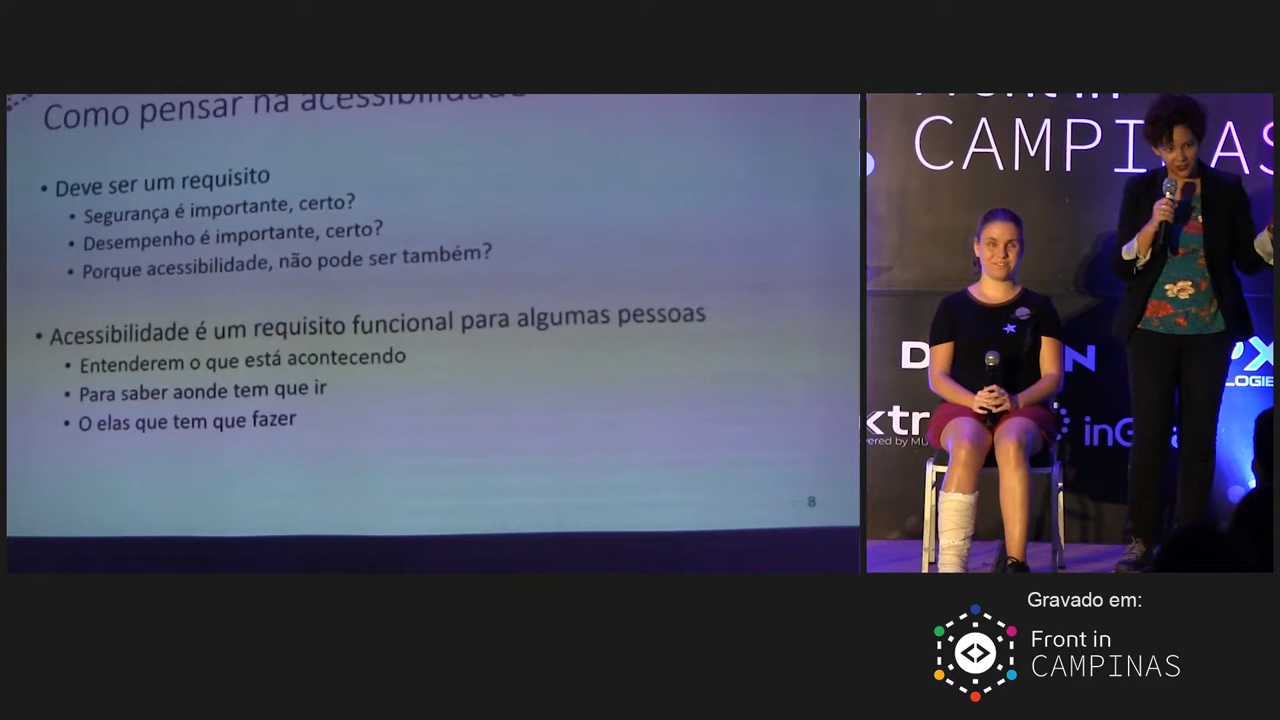 Como pensar na acessibilidade
• Deve ser um requisito
• Segurança é importante, certo?
• Desempenho é importante, certo?
• Porque acessibilidade, não pode ser também?
• Acessibilidade é um requisito funcional para algumas pessoas
• Entenderem o que está acontecendo
• Para saber aonde tem que ir
• O elas que tem que fazer
8
Front in
CAMPINAS
Gravado em:
Front in
CAMPINAS